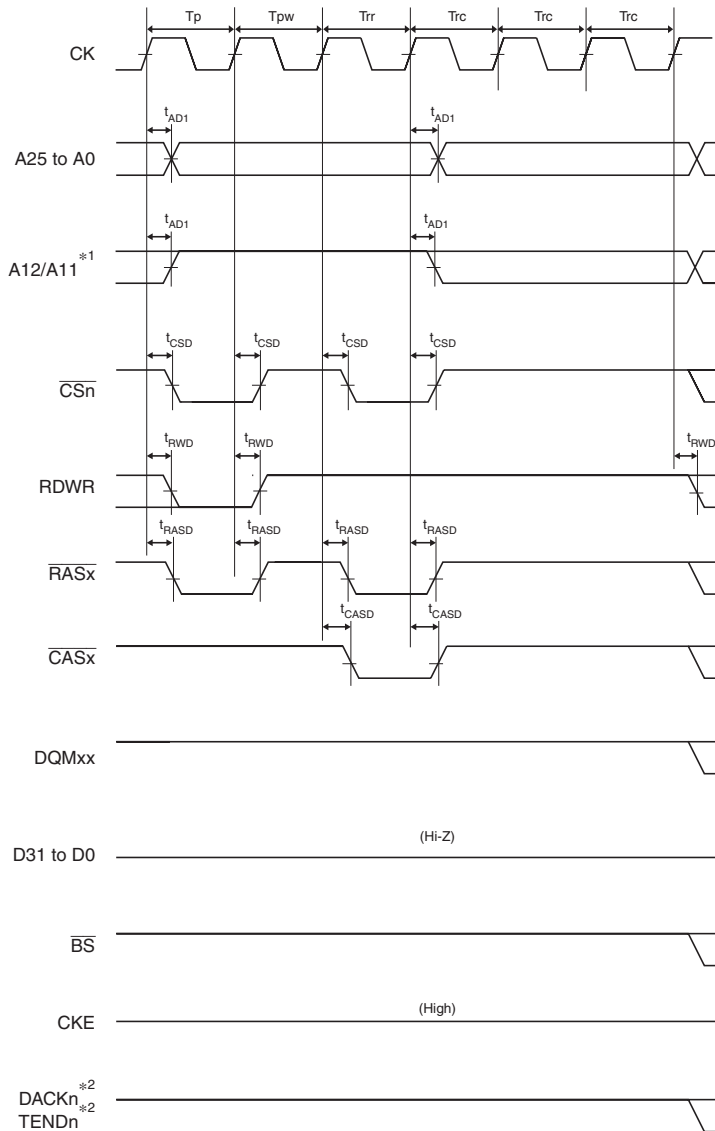 Tp Tpw Trr Trc Trc Trc
CK
tAD1 tAD1
A25 to A0
tAD1 tAD1
A12/A11*1
tCSD tCSD tCSD tCSD
CSn
tRWD tRWD tRWD
RDWR
tRASD tRASD tRASD tRASD
RASx
tCASD tCASD
CASx
DQMxx
(Hi-Z)
D31 to D0
BS
(High)
CKE
DACKn*2
TENDn*2